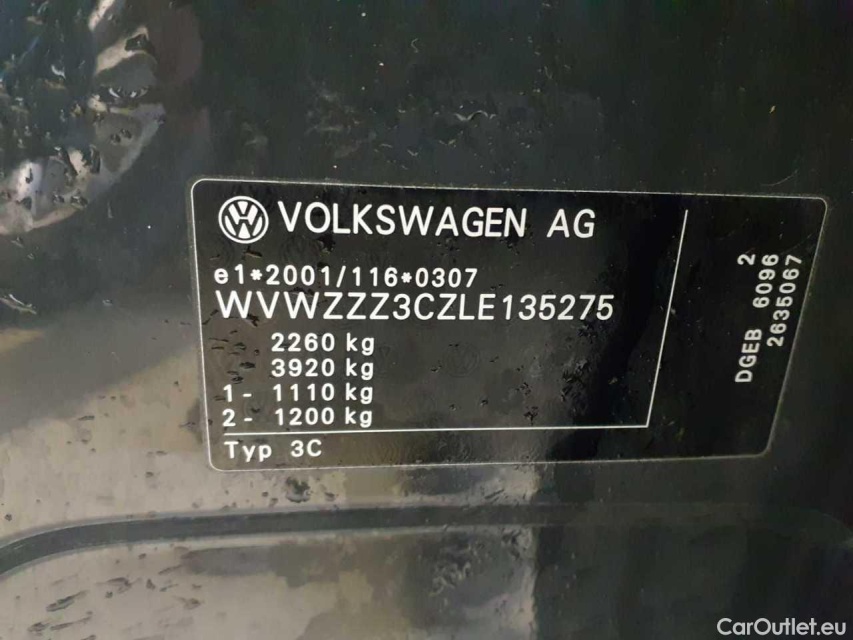 VOLKSWAGEN AG
e1*2001/116*0307
WVWZZZ3CZLE135275
2260 kg
3920 kg
1- 1110 kg
2- 1200 kg
Typ 3C
2
DGEB 6096
2635067
CarOutlet.eu